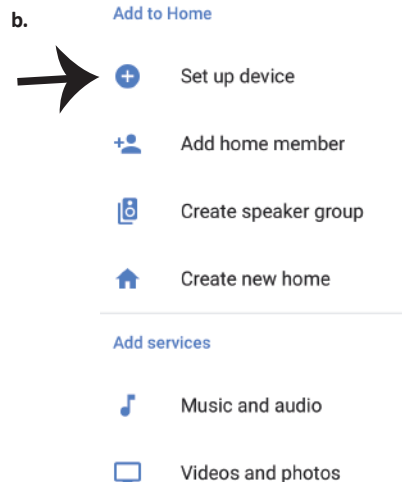 b.
Add to Home
Set up device
Add home member
Create speaker group
Create new home
Add services
Music and audio
Videos and photos